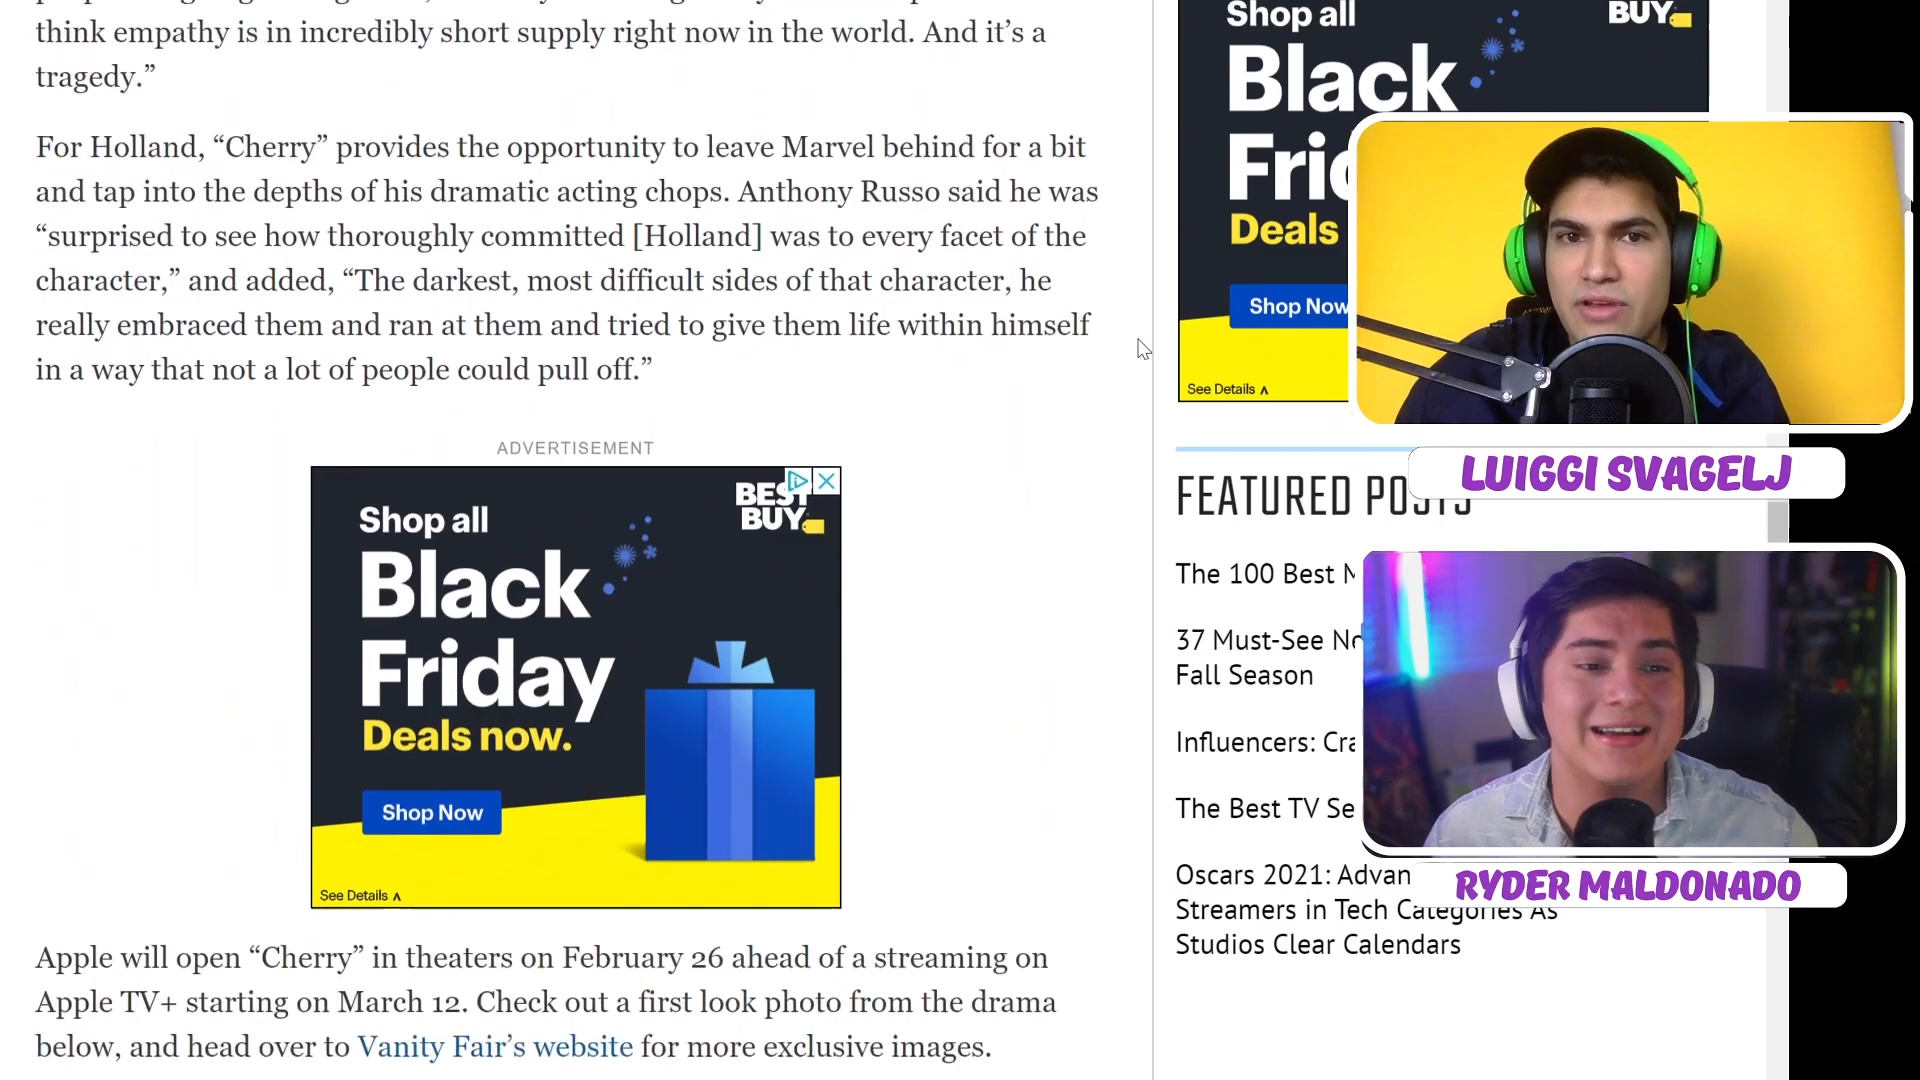 think empathy is in incredibly short supply right now in the world. And it’s a
tragedy.”
For Holland, “Cherry” provides the opportunity to leave Marvel behind for a bit
and tap into the depths of his dramatic acting chops. Anthony Russo said he was
“surprised to see how thoroughly committed [Holland] was to every facet of the
character,” and added, “The darkest, most difficult sides of that character, he
really embraced them and ran at them and tried to give them life within himself
in a way that not a lot of people could pull off.”
ADVERTISEMENT
BEST
BUY
Shop all
Black
Friday
Deals now.
Shop Now
See Details
Apple will open “Cherry” in theaters on February 26 ahead of a streaming on
Apple TV+ starting on March 12. Check out a first look photo from the drama
below, and head over to Vanity Fair’s website for more exclusive images.
Shop all
BUY
Black
Deals
Shop Now
See Details
LUIGGI SVAGELJ
FEATURED POSTS
The 100 Best
37 Must-See
Fall Season
Influencers:
The Best TV
Oscars 2021:
Streamers in Tech Categories As
Studios Clear Calendars
RYDER MALDONADO